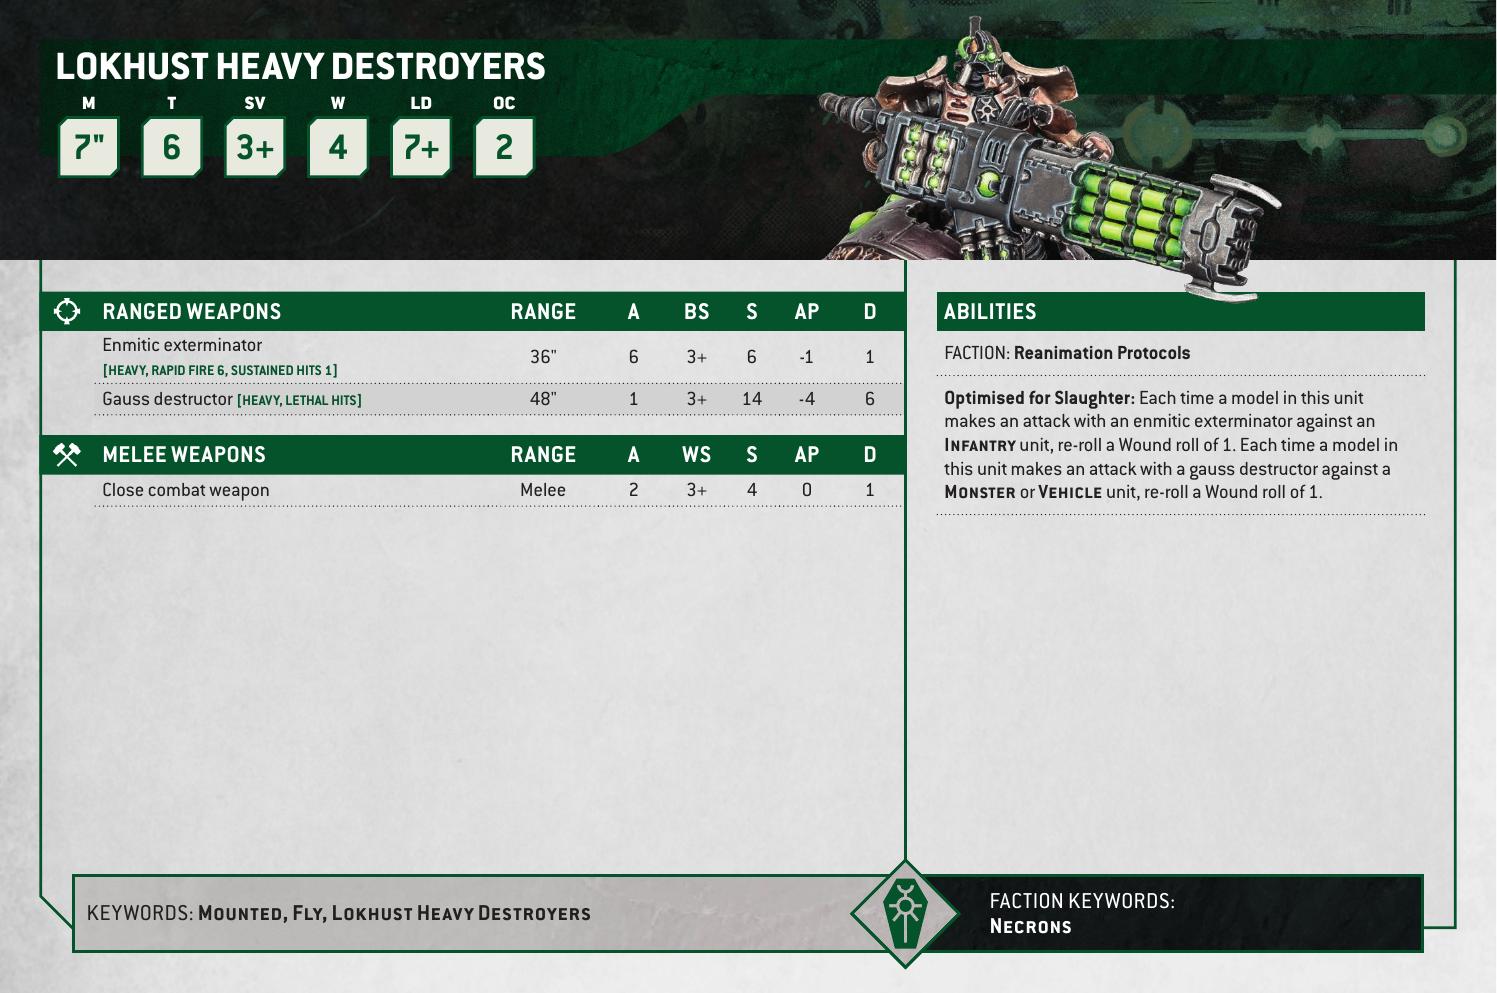 LOKHUST HEAVY DESTROYERS
M T SV W LD OC
7" 6 3+ 4 7+ 2
RANGED WEAPONS RANGE A BS S AP D
Enmitic exterminator
[HEAVY, RAPID FIRE 6, SUSTAINED HITS 1] 36" 6 3+ 6 -1 1
Gauss destructor [HEAVY, LETHAL HITS] 48" 1 3+ 14 -4 6
MELEE WEAPONS RANGE A WS S AP D
Close combat weapon Melee 2 3+ 4 0 1
ABILITIES
FACTION: Reanimation Protocols
Optimised for Slaughter: Each time a model in this unit
makes an attack with an enmitic exterminator against an
INFANTRY unit, re-roll a Wound roll of 1. Each time a model in
this unit makes an attack with a gauss destructor against a
MONSTER or VEHICLE unit, re-roll a Wound roll of 1.
KEYWORDS: MOUNTED, FLY, LOKHUST HEAVY DESTROYERS
FACTION KEYWORDS:
NECRONS